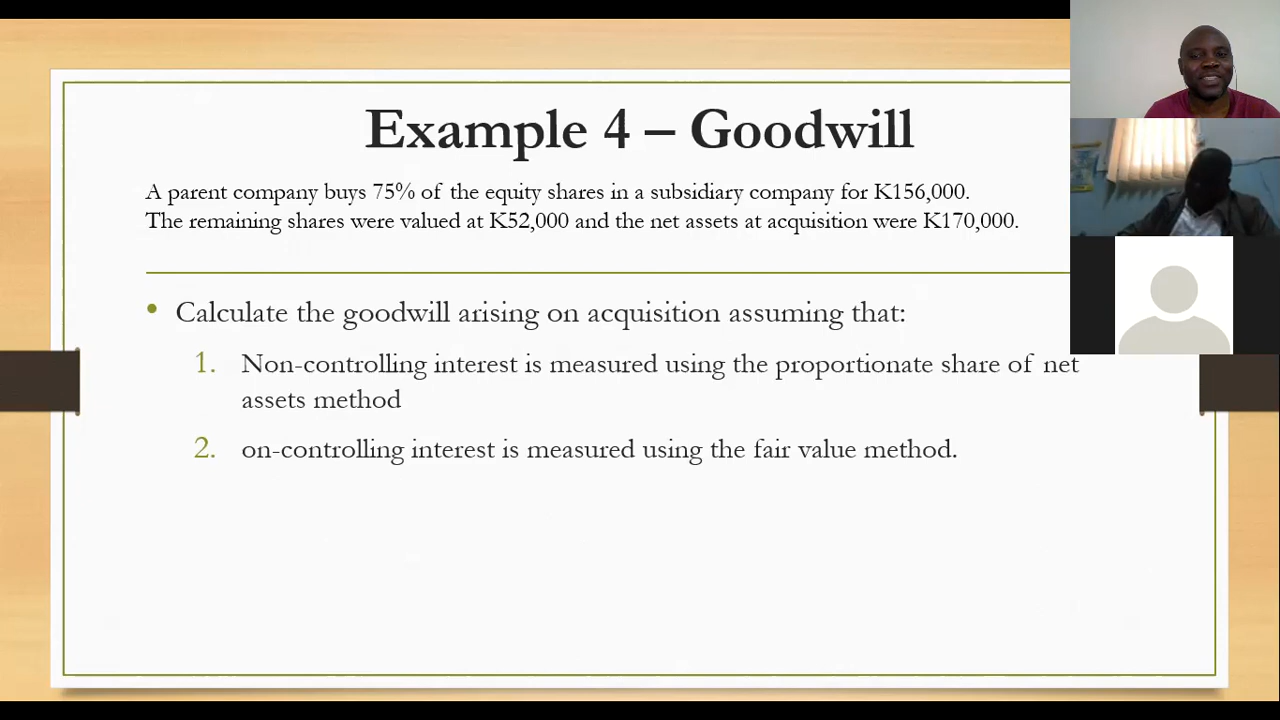 Example 4 – Goodwill
A parent company buys 75% of the equity shares in a subsidiary company for K156,000.
The remaining shares were valued at K52,000 and the net assets at acquisition were K170,000.
• Calculate the goodwill arising on acquisition assuming that:
1. Non-controlling interest is measured using the proportionate share of net
assets method
2. on-controlling interest is measured using the fair value method.